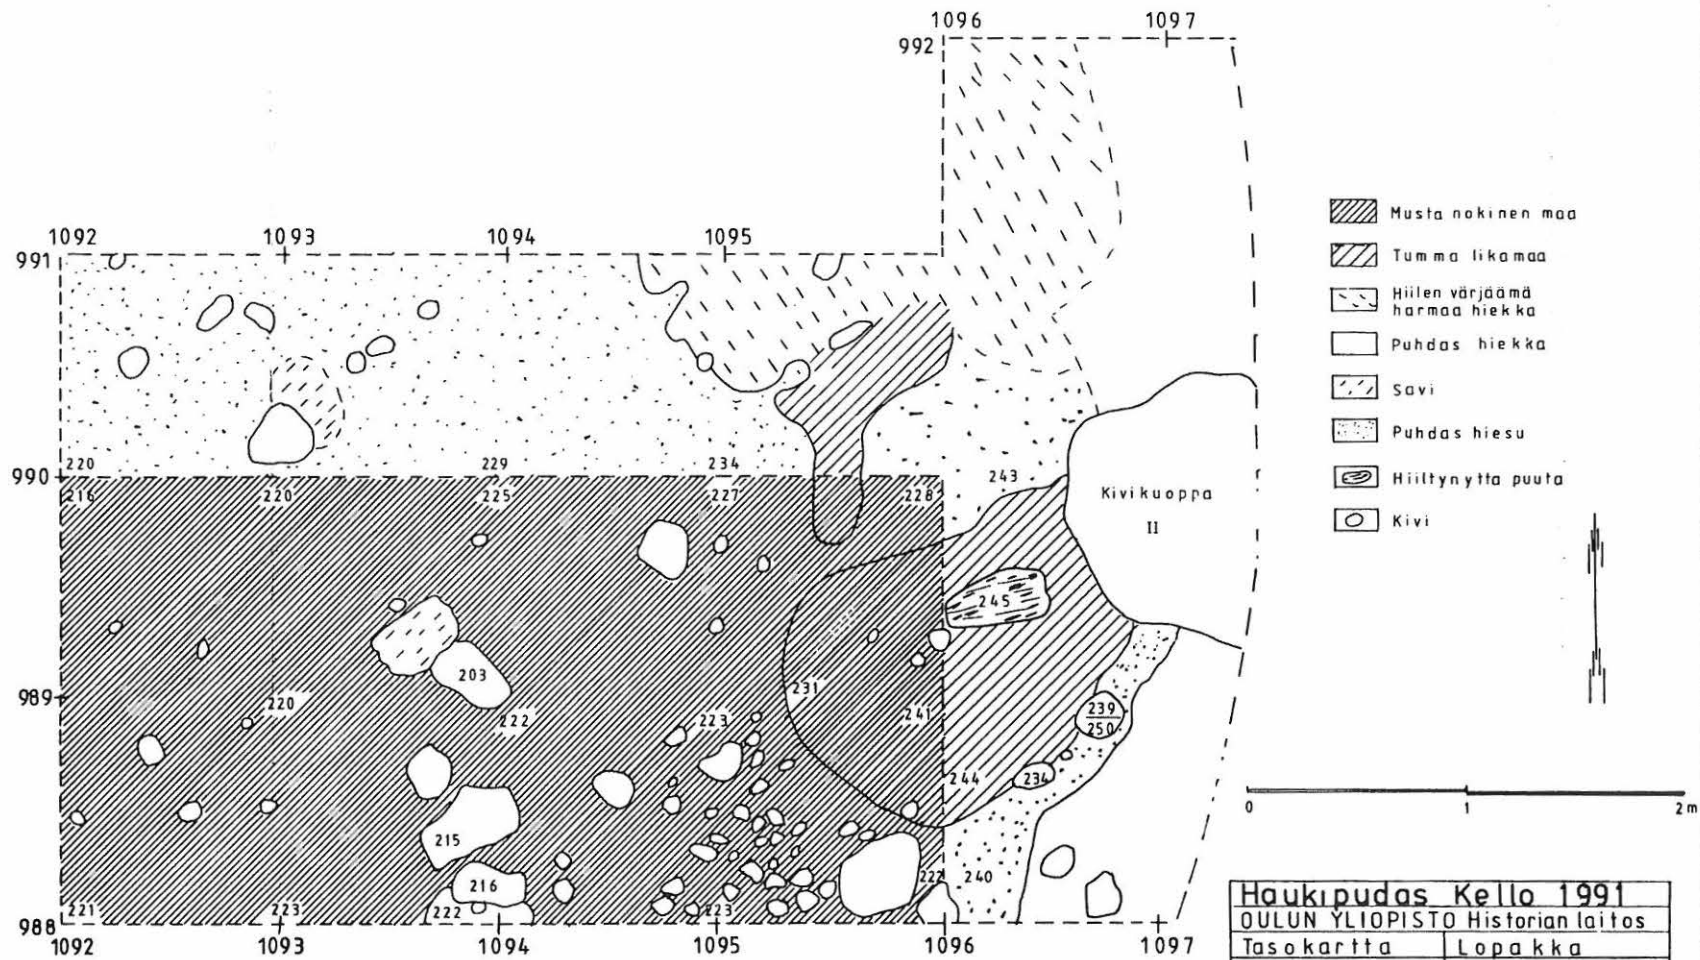 1096 1097
992
1092 1093 1094 1095
991
Musta nokinen maa
Tumma likamaa
Hiilen värjäämä
harmaa hiekka
Puhdas hiekka
Savi
Puhdas hiesu
Hiiltynyttä puuta
Kivi
220 229 234 243
990
216 220 225 227 228
Kivikuoppa
II
245
203
989
220 222 223 231 241
239
250
244 234
0 1 2m
215
216 222 240
221 223 222 223
988
1092 1093 1094 1095 1096 1097
Haukipudas Kello 1991
OULUN YLIOPISTO Historian laitos
Tasokartta Lopakka